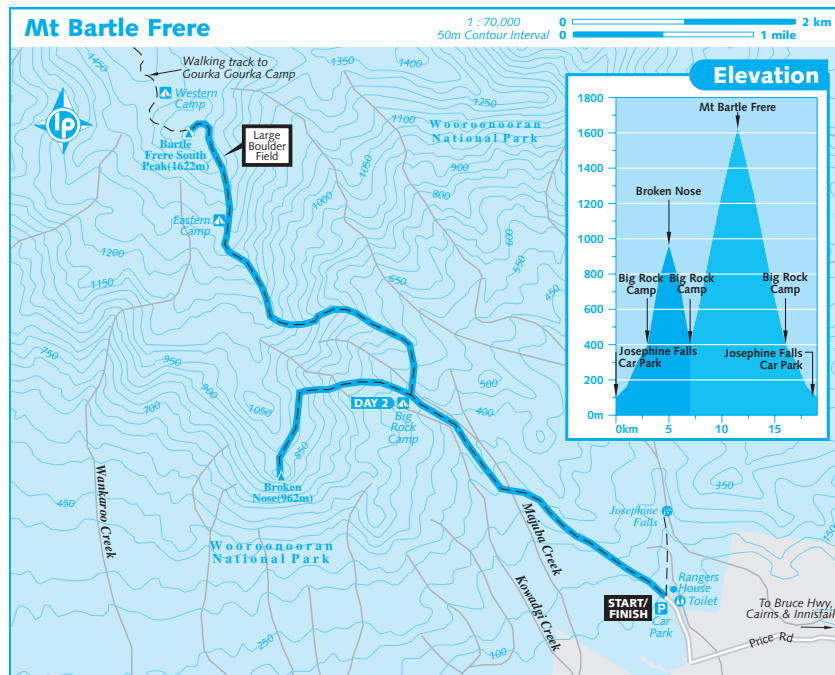 Mt Bartle Frere
1 : 70,000
50m Contour Interval
0
2 km
0
1 mile
Walking track to
Gourka Gourka Camp
Western
Camp
lp
Bartle
Frere South
Peak(1622m)
Large
Boulder
Field
Eastern
Camp
Wooroonooran
National Park
1450
1350
1400
1250
1100
1050
1000
900
800
600
550
450
650
1200
1150
750
950
900
700
1050
850
500
400
DAY 2
Big
Rock
Camp
Broken
Nose(962m)
Wankaroo Creek
450
Wooroonooran
National Park
250
100
350
150
Majuba Creek
Kowadgi Creek
Josephine
Falls
Rangers
House
Toilet
START/
FINISH
P
Car
Park
To Bruce Hwy,
Cairns & Innisfail
Price Rd
Elevation
1800
1600
1400
1200
1000
800
600
400
200
0m
0km
5
10
15
Mt Bartle Frere
Broken Nose
Big Rock
Camp
Big Rock
Camp
Big Rock
Camp
Josephine Falls
Car Park
Josephine Falls
Car Park